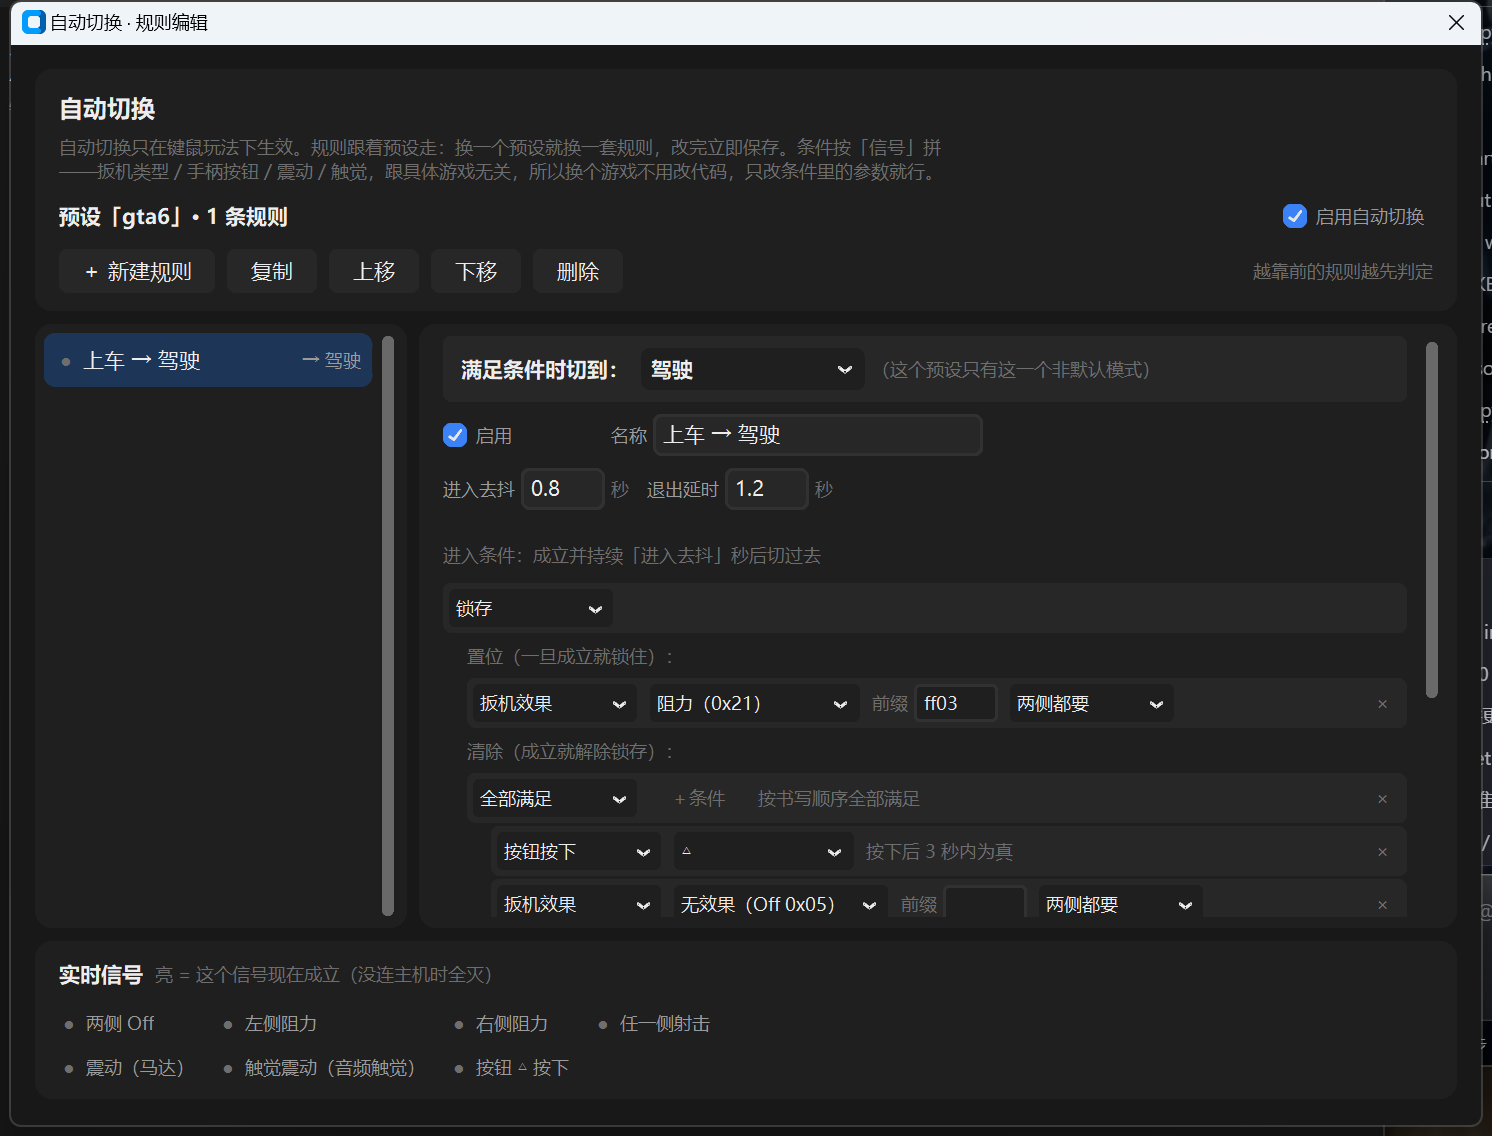 自动切换 · 规则编辑
自动切换
自动切换只在键鼠玩法下生效。规则跟着预设走：换一个预设就换一套规则，改完立即保存。条件按「信号」拼
——扳机类型 / 手柄按钮 / 震动 / 触觉，跟具体游戏无关，所以换个游戏不用改代码，只改条件里的参数就行。
预设「gta6」· 1 条规则
启用自动切换
+ 新建规则 复制 上移 下移 删除 越靠前的规则越先判定
上车 → 驾驶 → 驾驶
满足条件时切到： 驾驶 （这个预设只有这一个非默认模式）
启用 名称 上车 → 驾驶
进入去抖 0.8 秒 退出延时 1.2 秒
进入条件：成立并持续「进入去抖」秒后切过去
锁存
置位（一旦成立就锁住）：
扳机效果 阻力（0x21） 前缀 ff03 两侧都要 ×
清除（成立就解除锁存）：
全部满足 + 条件 按书写顺序全部满足 ×
按钮按下 △ 按下后 3 秒内为真 ×
扳机效果 无效果（Off 0x05） 前缀 两侧都要 ×
实时信号 亮 = 这个信号现在成立（没连主机时全灭）
两侧 Off 左侧阻力 右侧阻力 任一侧射击
震动（马达） 触觉震动（音频触觉） 按钮 △ 按下